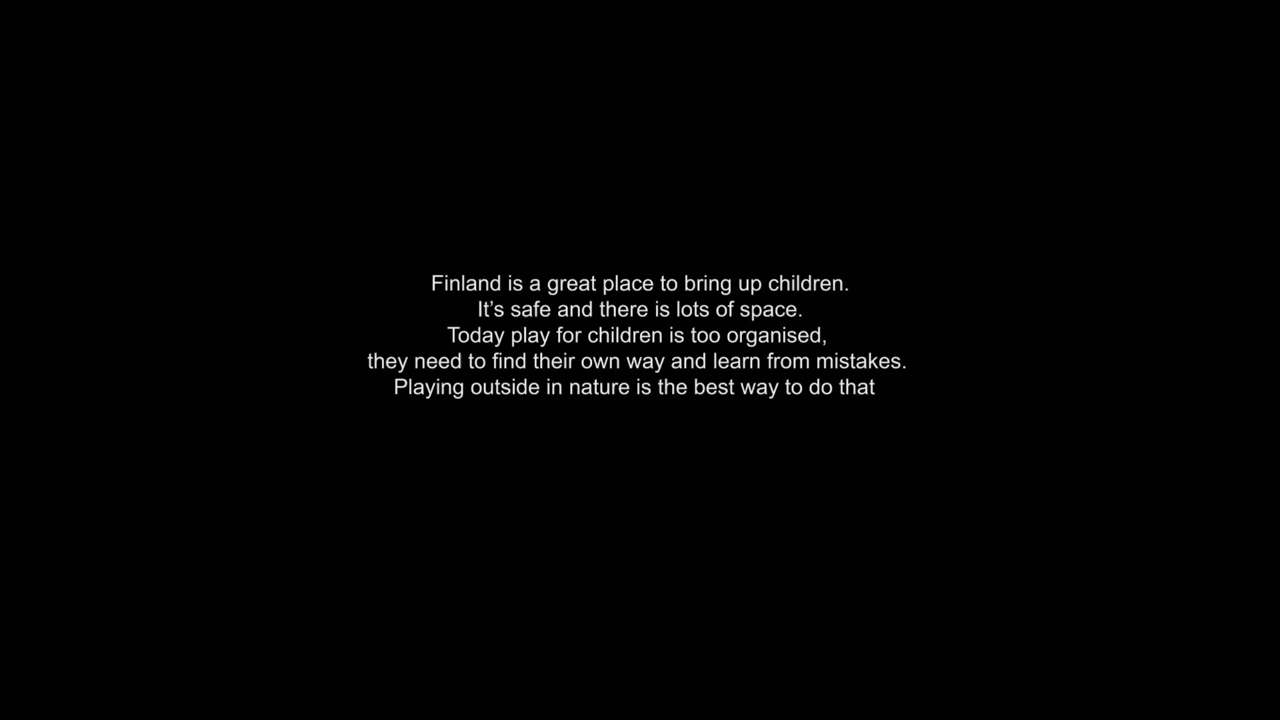 Finland is a great place to bring up children.
It’s safe and there is lots of space.
Today play for children is too organised,
they need to find their own way and learn from mistakes.
Playing outside in nature is the best way to do that